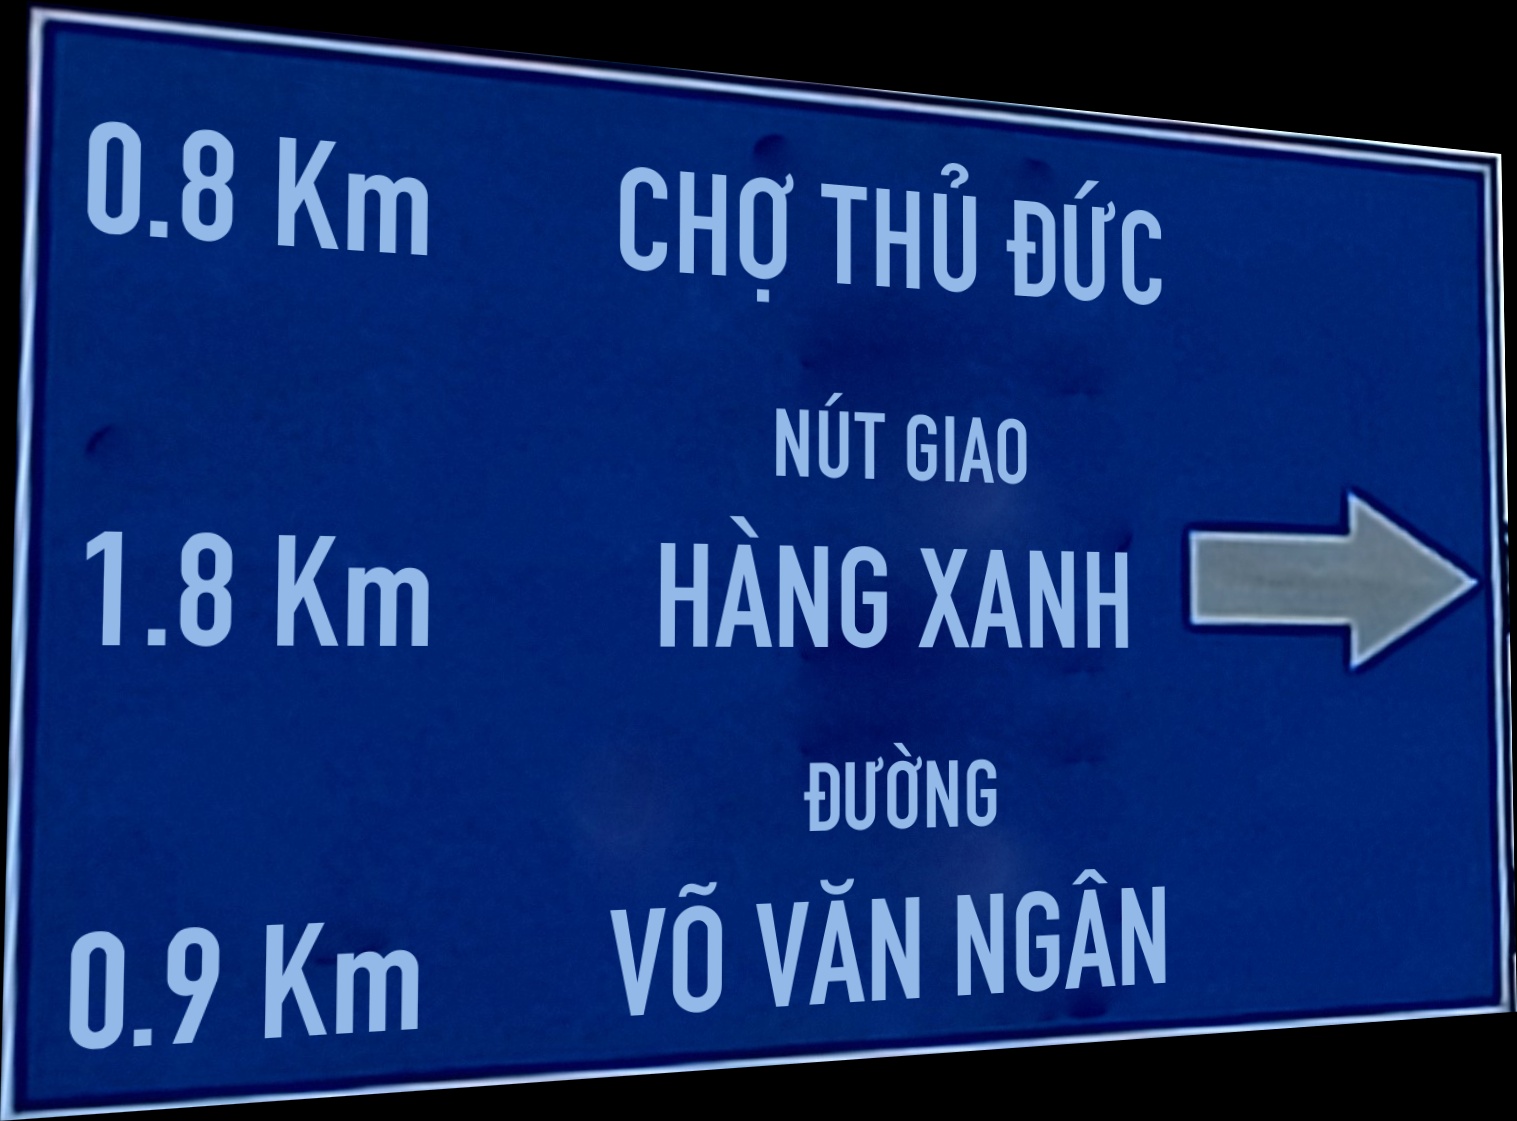 0.8 Km CHỢ THỦ ĐỨC
NÚT GIAO
1.8 Km HÀNG XANH
ĐƯỜNG
0.9 Km VÕ VĂN NGÂN